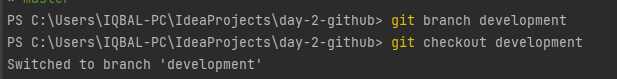 * master
PS C:\Users\IQBAL-PC\IdeaProjects\day-2-github> git branch development
PS C:\Users\IQBAL-PC\IdeaProjects\day-2-github> git checkout development
Switched to branch 'development'